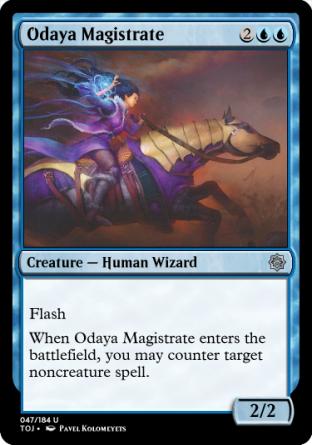 Odaya Magistrate 2
Creature — Human Wizard
Flash
When Odaya Magistrate enters the
battlefield, you may counter target
noncreature spell.
2/2
047/184 U
TOJ • Pavel Kolomeyets